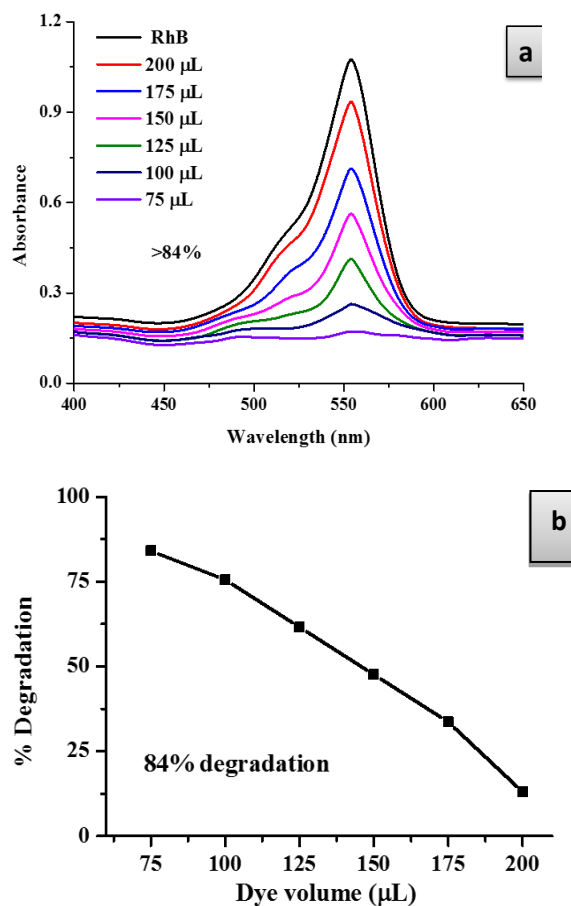 1.2
0.9
0.6
0.3
0.0
Absorbance
RhB
200 μL
175 μL
150 μL
125 μL
100 μL
75 μL
>84%
a
400 450 500 550 600 650
Wavelength (nm)
100
75
50
25
0
% Degradation
b
84% degradation
75 100 125 150 175 200
Dye volume (μL)